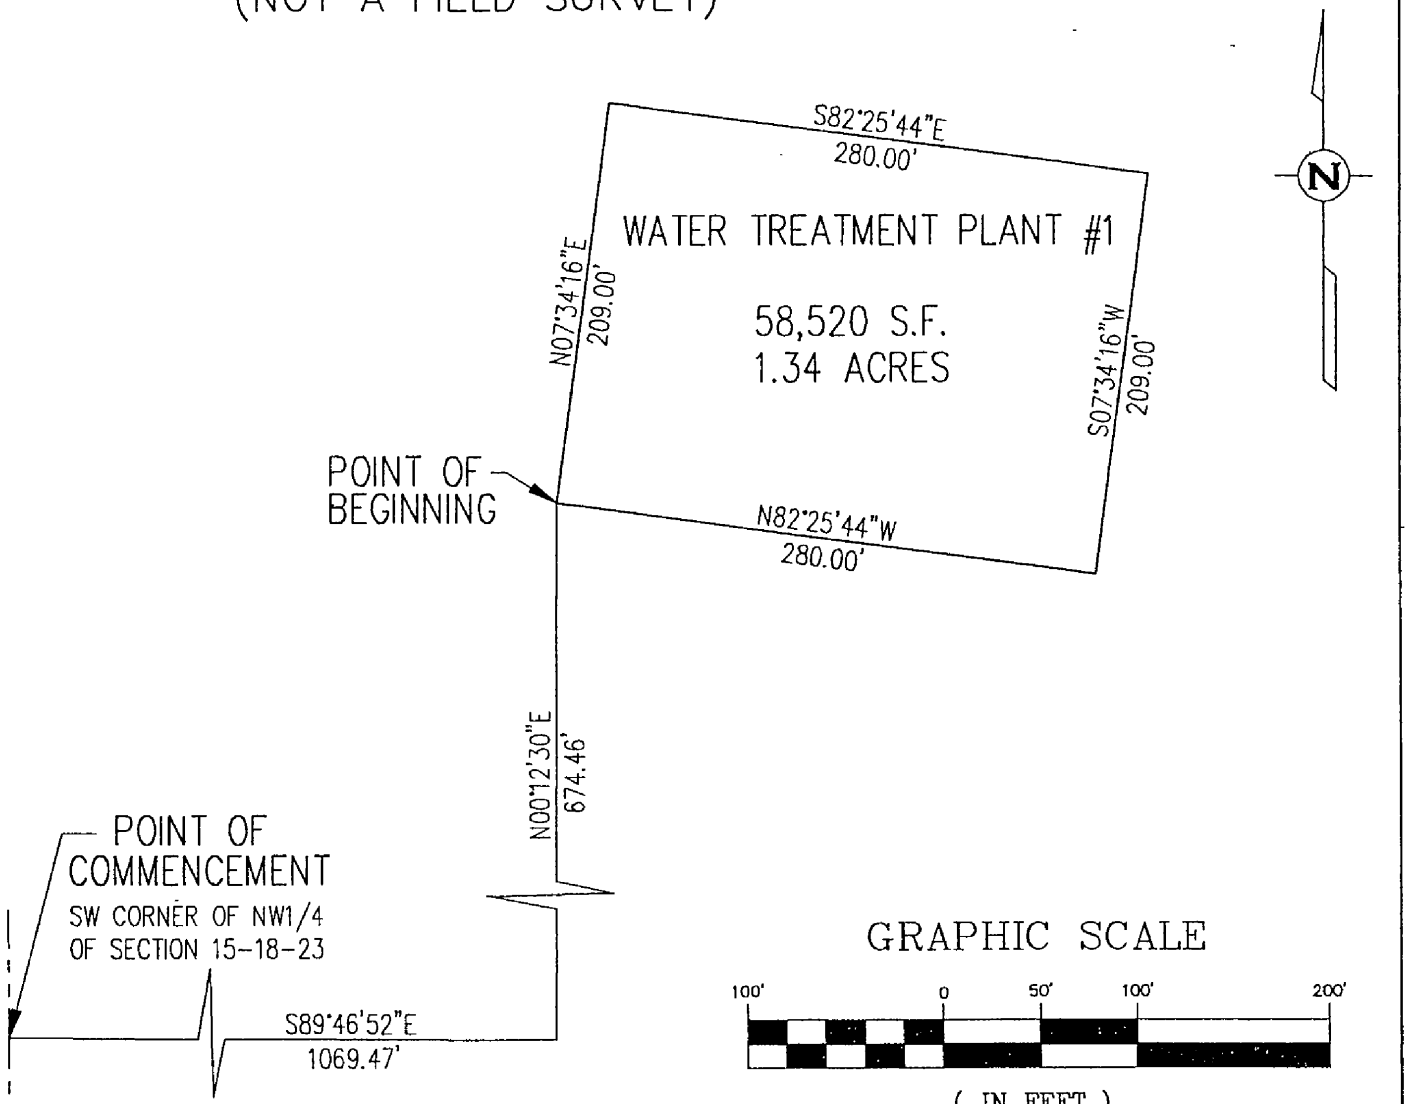 (NOT A FIELD SURVEY)
S82°25'44"E
280.00'
N
WATER TREATMENT PLANT #1
N07°34'16"E
209.00'
58,520 S.F.
1.34 ACRES
S07°34'16"W
209.00'
POINT OF
BEGINNING
N82°25'44"W
280.00'
N00°12'30"E
674.46'
POINT OF
COMMENCEMENT
SW CORNER OF NW1/4
OF SECTION 15-18-23
S89°46'52"E
1069.47'
GRAPHIC SCALE
100' 0 50' 100' 200'
( IN FEET )